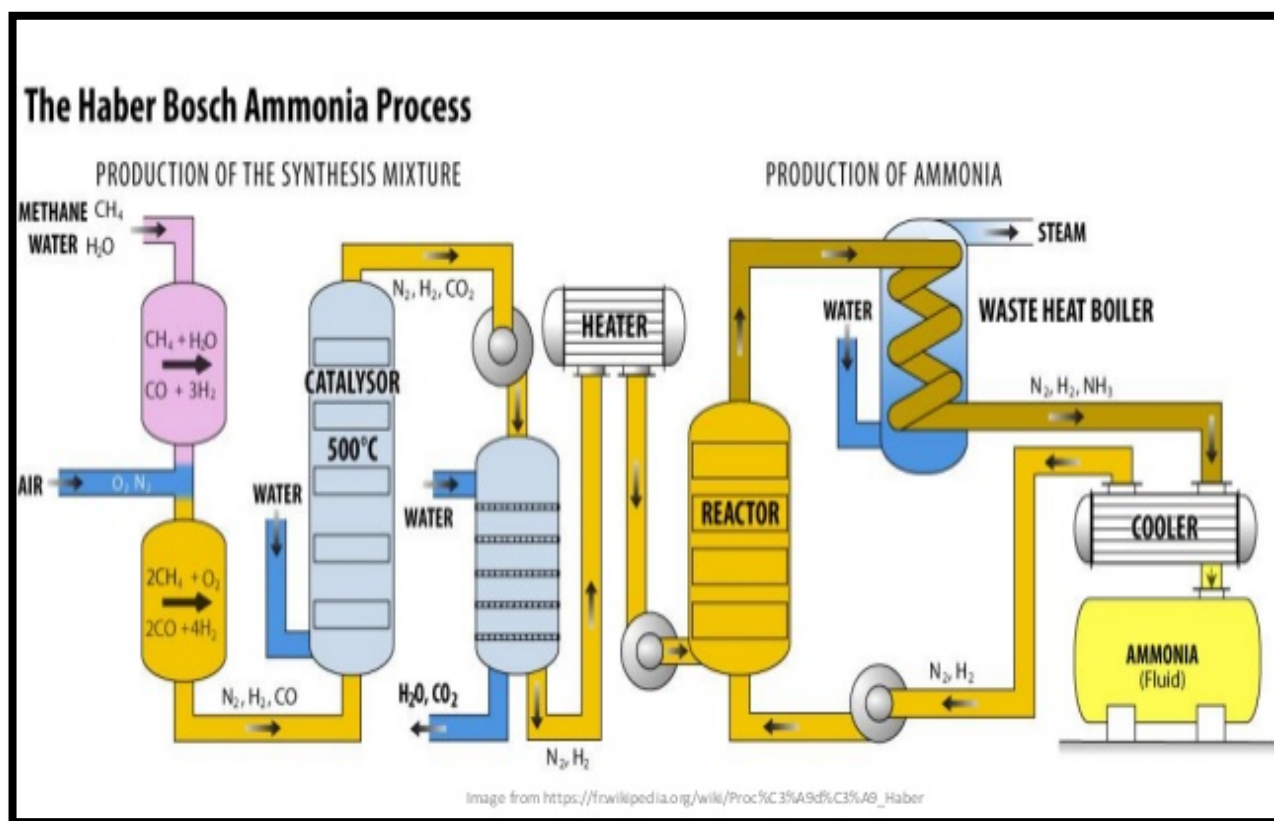 The Haber Bosch Ammonia Process
PRODUCTION OF THE SYNTHESIS MIXTURE
PRODUCTION OF AMMONIA
METHANE CH₄
WATER H₂O
CH₄ + H₂O
CO + 3H₂
AIR
O₂ N₂
2CH₄ + O₂
2CO +4H₂
N₂, H₂, CO
WATER
CATALYSOR
500°C
N₂, H₂, CO₂
WATER
H₂O, CO₂
N₂, H₂
HEATER
REACTOR
WATER
STEAM
WASTE HEAT BOILER
N₂, H₂, NH₃
COOLER
N₂, H₂
AMMONIA
(Fluid)
Image from https://fr.wikipedia.org/wiki/Proc%C3%A9d%C3%A9_Haber